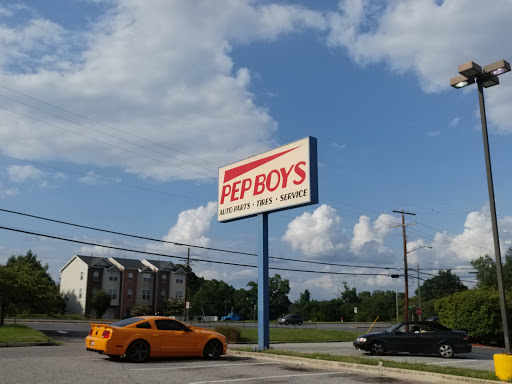 PEP BOYS
AUTO PARTS • TIRES • SERVICE